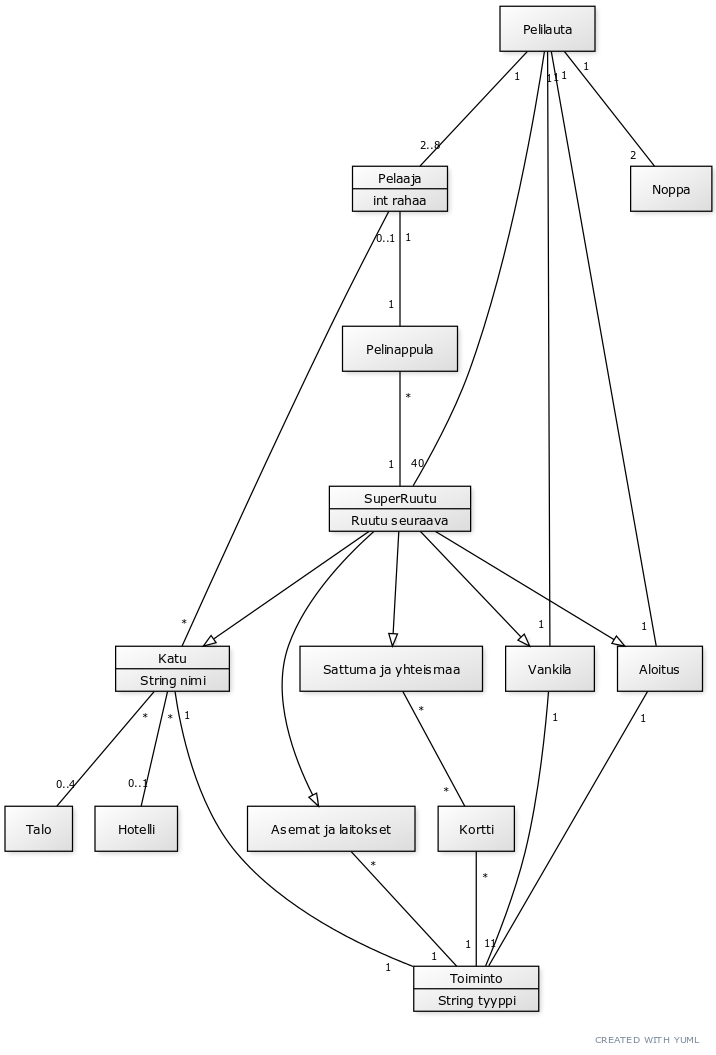 Pelilauta
1
11
1
1
2..8
2
Pelaaja
int rahaa
Noppa
0..1
1
1
Pelinappula
*
1
40
SuperRuutu
Ruutu seuraava
*
1
1
Katu
String nimi
Sattuma ja yhteismaa
Vankila
Aloitus
*
*
1
*
1
1
0..4
0..1
*
Talo
Hotelli
Asemat ja laitokset
Kortti
*
*
1
1
1
11
Toiminto
String tyyppi
CREATED WITH YUML